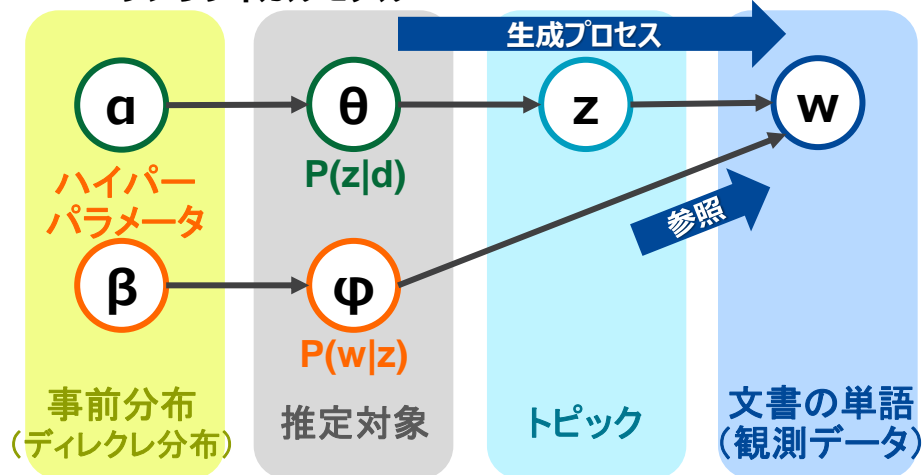 生成プロセス
α
θ
z
w
P(z|d)
ハイパー
パラメータ
参照
β
φ
P(w|z)
事前分布
(ディレクレ分布)
推定対象
トピック
文書の単語
(観測データ)